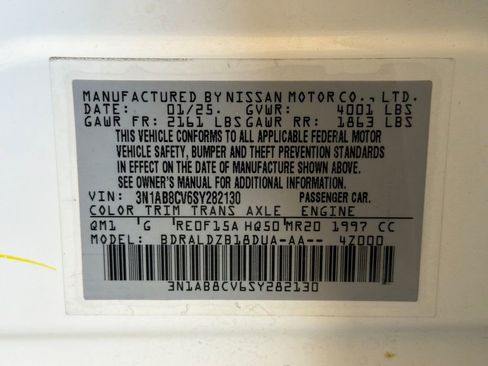 MANUFACTURED BY NISSAN MOTOR CO., LTD.
DATE: 01/25. GVWR: 4001 LBS
GAWR FR: 2161 LBS GAWR RR: 1863 LBS
THIS VEHICLE CONFORMS TO ALL APPLICABLE FEDERAL MOTOR
VEHICLE SAFETY, BUMPER AND THEFT PREVENTION STANDARDS
IN EFFECT ON THE DATE OF MANUFACTURE SHOWN ABOVE.
SEE OWNER'S MANUAL FOR ADDITIONAL INFORMATION.
VIN: 3N1AB8CV6SY282130 PASSENGER CAR.
COLOR TRIM TRANS AXLE ENGINE
QM1 G RE0F15A HQ50 MR20 1997 CC
MODEL: BDRALDZB18DUA-AA-- 4Z000
3N1AB8CV6SY282130